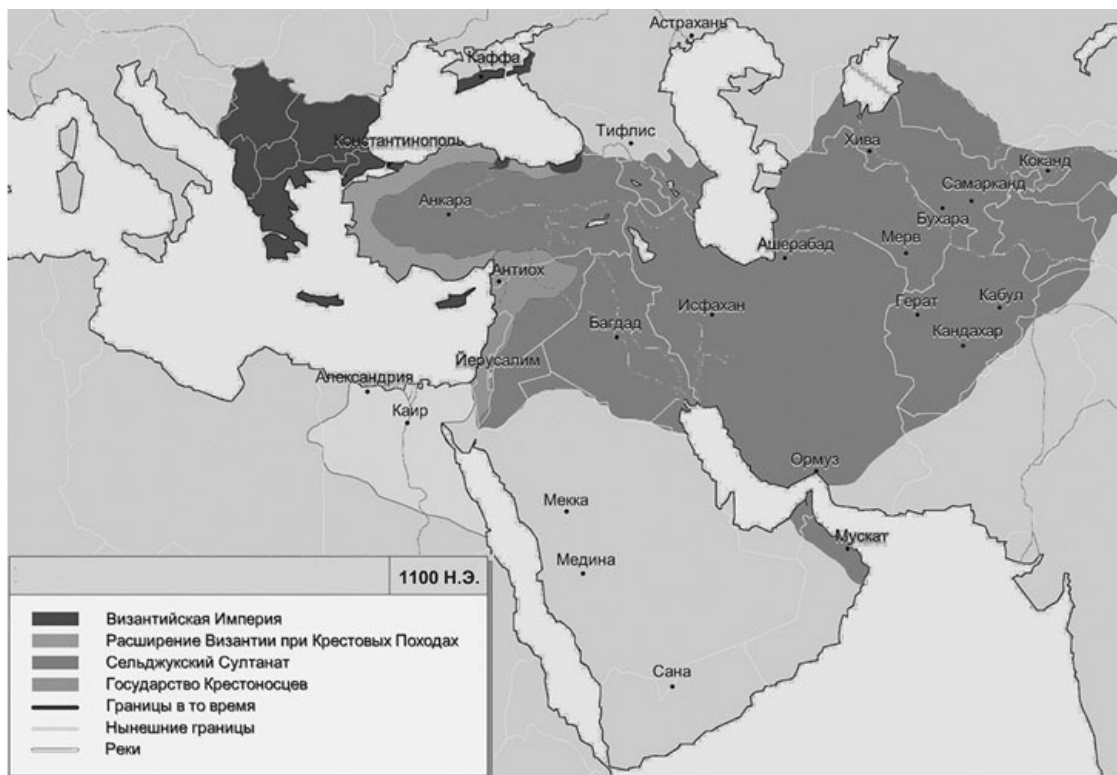 Астрахань
Каффа
Константинополь
Тифлис
Хива
Коканд
Самарканд
Анкара
Бухара
Мерв
Ашерабад
Антиох
Герат
Кабул
Исфахан
Багдад
Кандахар
Йерусалим
Александрия
Каир
Ормуз
Мекка
Мускат
Медина
Сана
1100 Н.Э.
Византийская Империя
Расширение Византии при Крестовых Походах
Сельджукский Султанат
Государство Крестоносцев
Границы в то время
Нынешние границы
Реки